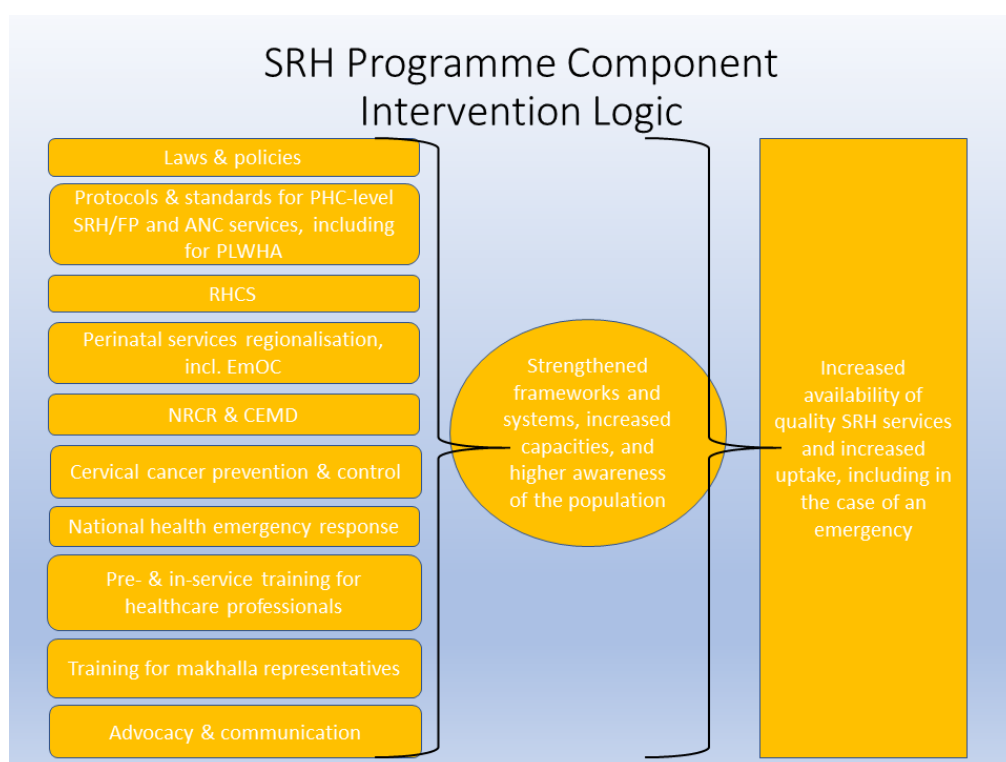 SRH Programme Component
Intervention Logic
Laws & policies
Protocols & standards for PHC-level
SRH/FP and ANC services, including
for PLWHA
RHCS
Perinatal services regionalisation,
incl. EmOC
NRCR & CEMD
Cervical cancer prevention & control
National health emergency response
Pre- & in-service training for
healthcare professionals
Training for makhalla representatives
Advocacy & communication
Strengthened
frameworks and
systems, increased
capacities, and
higher awareness
of the population
Increased
availability of
quality SRH services
and increased
uptake, including in
the case of an
emergency